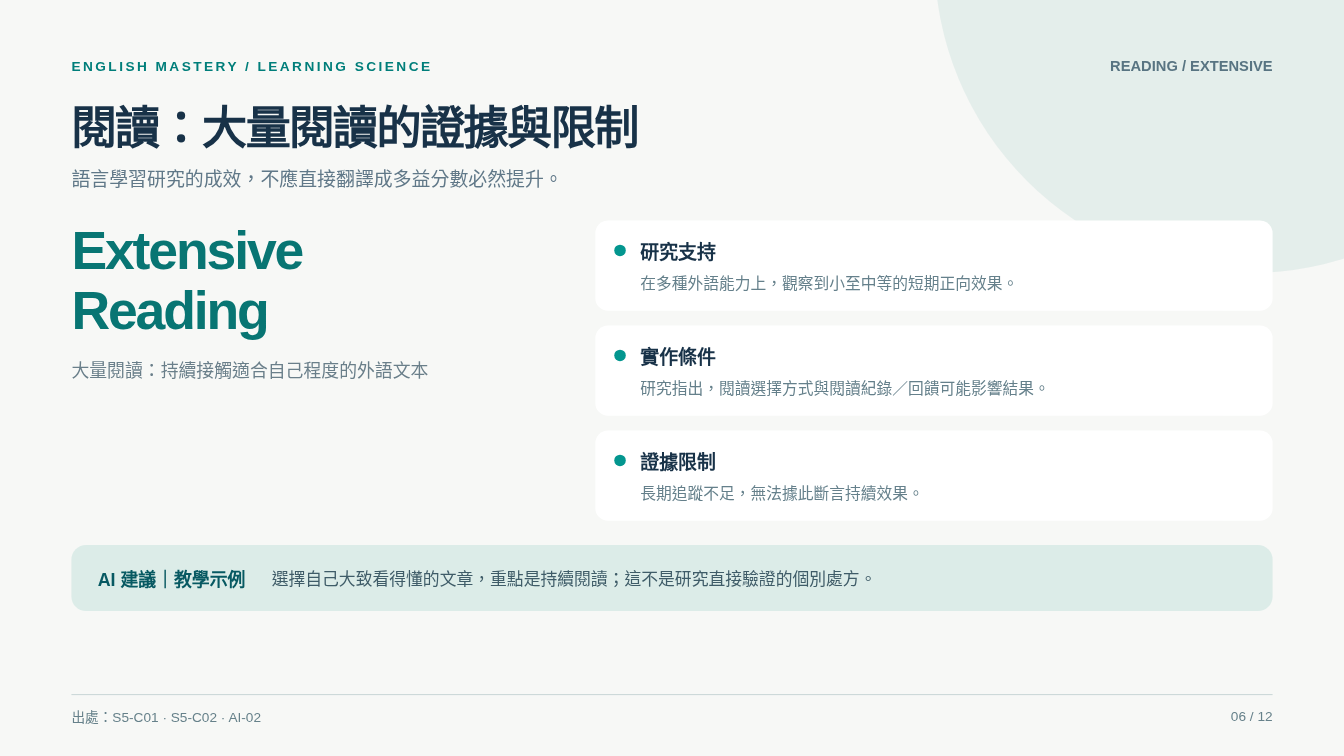 ENGLISH MASTERY / LEARNING SCIENCE
READING / EXTENSIVE
閱讀：大量閱讀的證據與限制
語言學習研究的成效，不應直接翻譯成多益分數必然提升。
Extensive
Reading
大量閱讀：持續接觸適合自己程度的外語文本
研究支持
在多種外語能力上，觀察到小至中等的短期正向效果。
實作條件
研究指出，閱讀選擇方式與閱讀紀錄／回饋可能影響結果。
證據限制
長期追蹤不足，無法據此斷言持續效果。
AI 建議｜教學示例 選擇自己大致看得懂的文章，重點是持續閱讀；這不是研究直接驗證的個別處方。
出處：S5-C01 · S5-C02 · AI-02
06 / 12